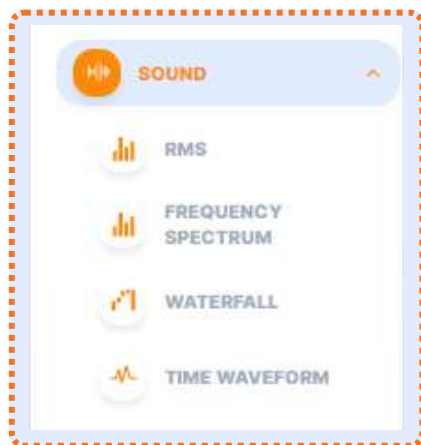 SOUND
RMS
FREQUENCY
SPECTRUM
WATERFALL
TIME WAVEFORM